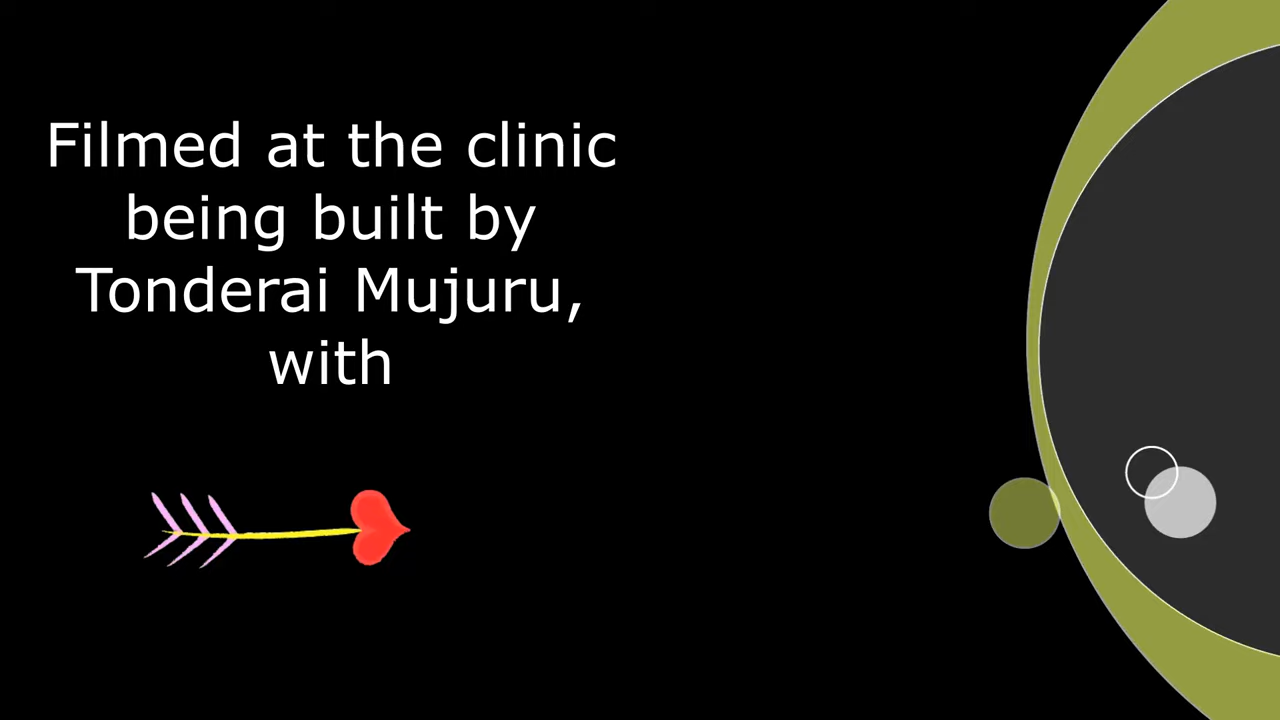 Filmed at the clinic
being built by
Tonderai Mujuru,
with